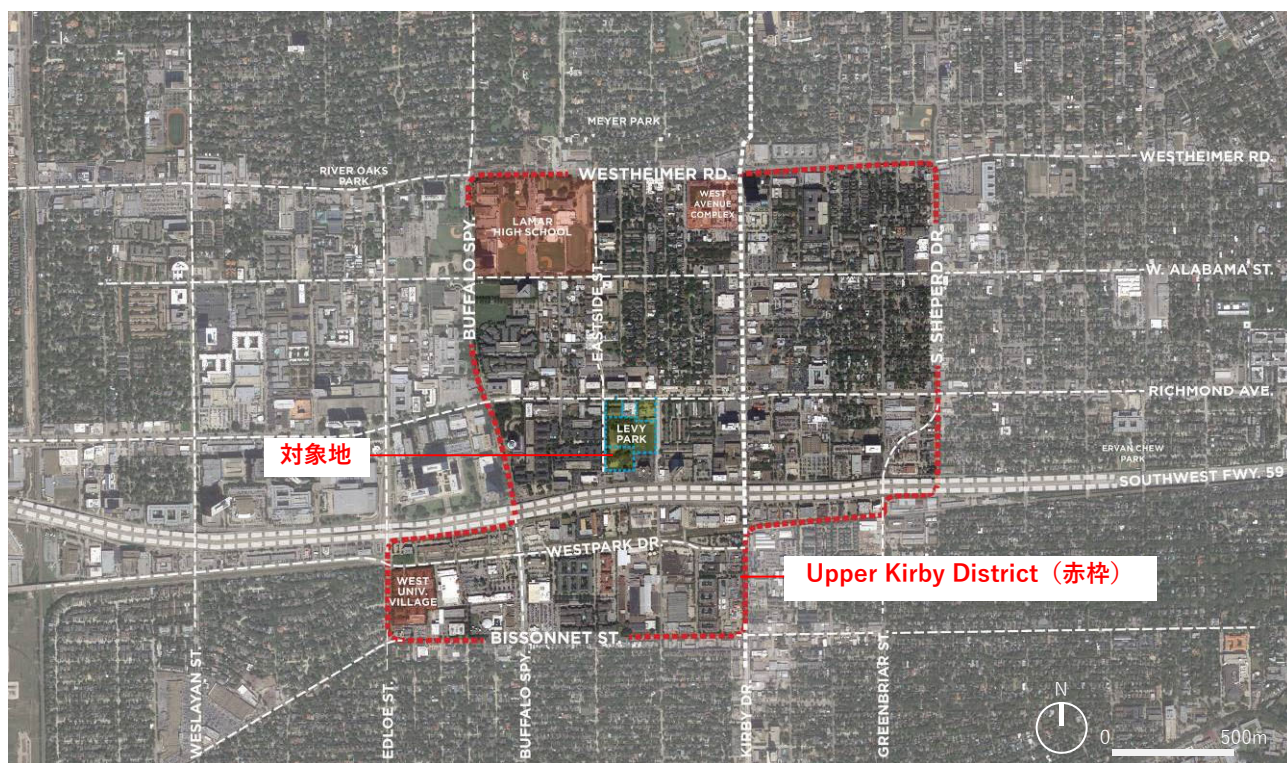 MEYER PARK
WESTHEIMER RD.
RIVER OAKS
PARK
WESTHEIMER RD.
WEST
AVENUE
COMPLEX
LAMAR
HIGH SCHOOL
BUFFALO SPY.
EASTSIDE ST.
S. SHEPERD DR.
W. ALABAMA ST.
RICHMOND AVE.
LEVY
PARK
対象地
ERVAN CHEW
PARK
SOUTHWEST FWY. 59
WESTPARK DR.
Upper Kirby District（赤枠）
WEST
UNIV.
VILLAGE
BISSONNET ST.
WESLAYAN ST.
EDLOE ST.
BUFFALO SPY.
KIRBY DR.
GREENBRIAR ST.
N
0
500m